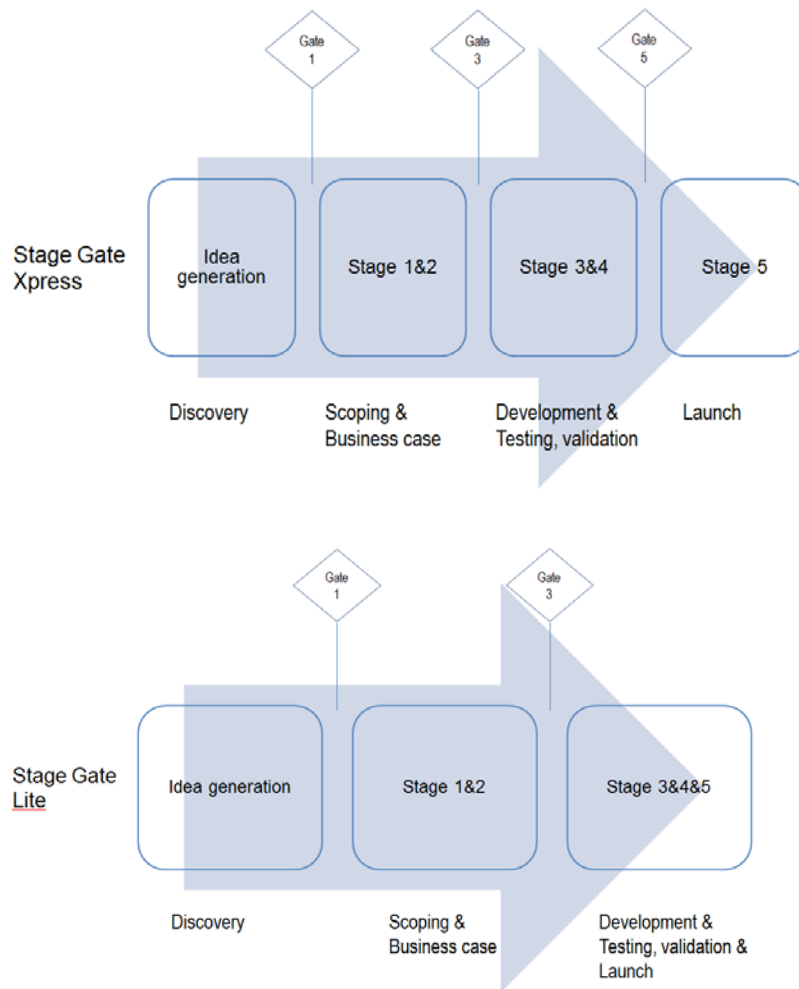 Gate
1
Gate
3
Gate
5
Stage Gate
Xpress
Idea
generation
Stage 1&2
Stage 3&4
Stage 5
Discovery
Scoping &
Business case
Development &
Testing, validation
Launch
Gate
1
Gate
3
Stage Gate
Lite
Idea generation
Stage 1&2
Stage 3&4&5
Discovery
Scoping &
Business case
Development &
Testing, validation &
Launch